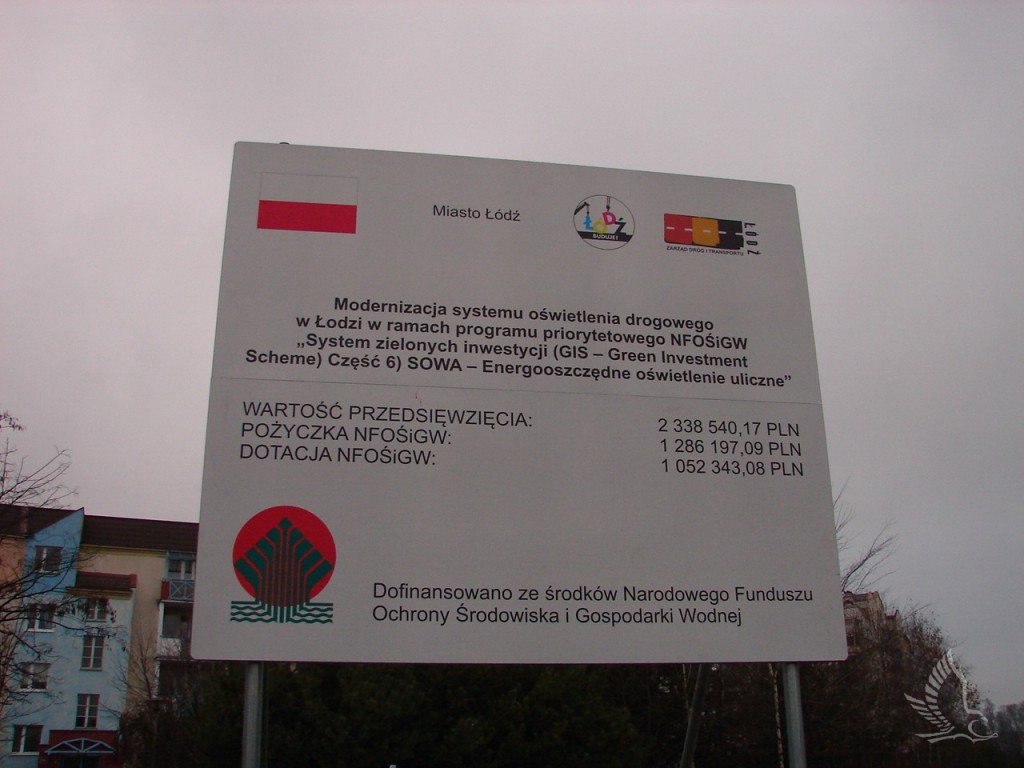 Miasto Łódź
ŁÓDŹ
BUDUJE!
ŁÓDŹ
ZARZĄD DRÓG I TRANSPORTU
Modernizacja systemu oświetlenia drogowego
w Łodzi w ramach programu priorytetowego NFOŚiGW
„System zielonych inwestycji (GIS – Green Investment
Scheme) Część 6) SOWA – Energooszczędne oświetlenie uliczne”
WARTOŚĆ PRZEDSIĘWZIĘCIA: 2 338 540,17 PLN
POŻYCZKA NFOŚiGW: 1 286 197,09 PLN
DOTACJA NFOŚiGW: 1 052 343,08 PLN
Dofinansowano ze środków Narodowego Funduszu
Ochrony Środowiska i Gospodarki Wodnej